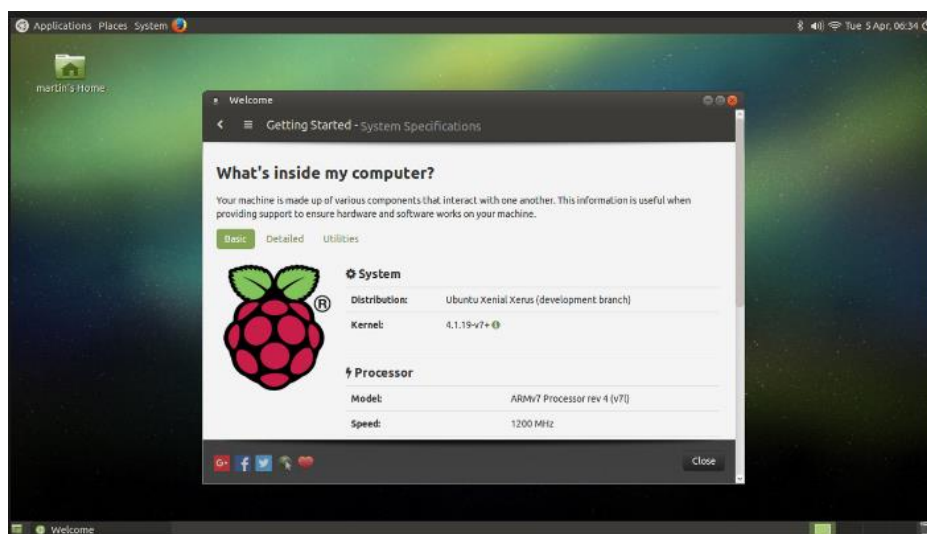 Applications Places System
Tue 5 Apr, 06:34
martin's Home
Welcome
Getting Started - System Specifications
What's inside my computer?
Your machine is made up of various components that interact with one another. This information is useful when
providing support to ensure hardware and software works on your machine.
Basic Detailed Utilities
System
Distribution: Ubuntu Xenial Xerus (development branch)
Kernel: 4.1.19-v7+
®
Processor
Model: ARMv7 Processor rev 4 (v7l)
Speed: 1200 MHz
G+ f
Close
Welcome